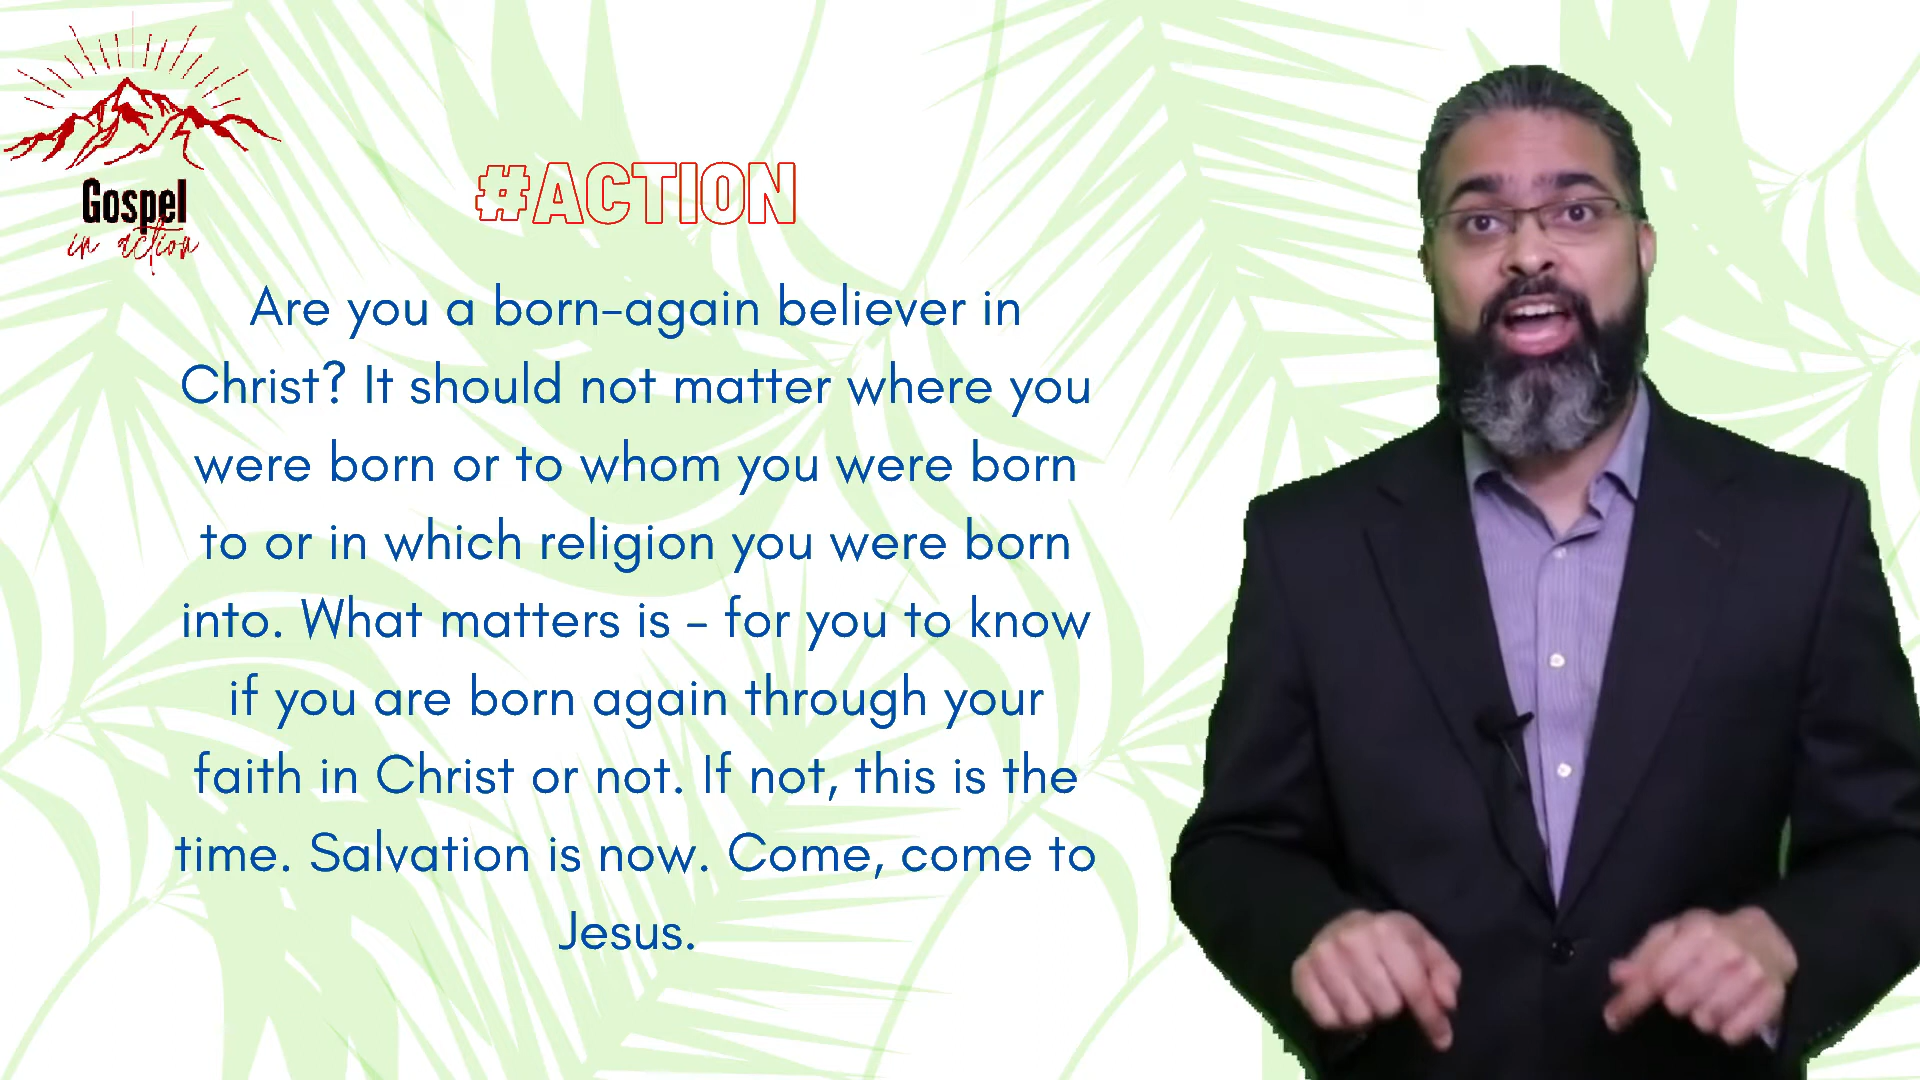 Gospel
in action
#ACTION
Are you a born-again believer in
Christ? It should not matter where you
were born or to whom you were born
to or in which religion you were born
into. What matters is - for you to know
if you are born again through your
faith in Christ or not. If not, this is the
time. Salvation is now. Come, come to
Jesus.